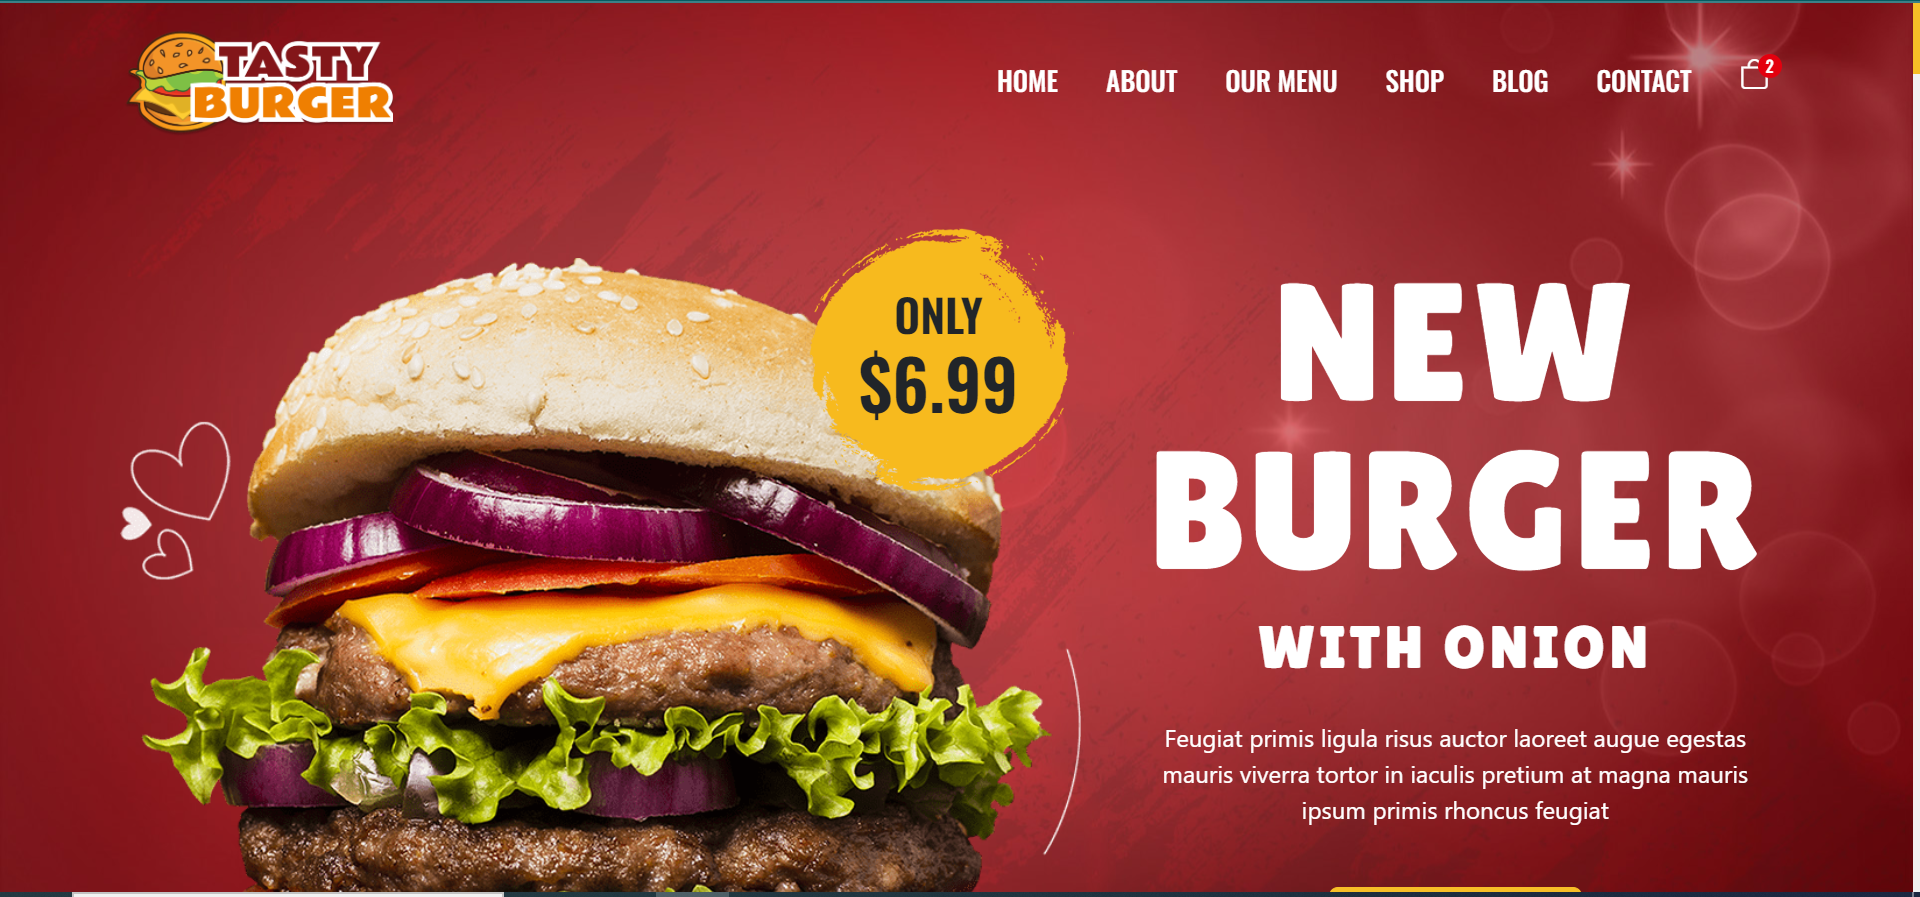 TASTY
BURGER
HOME ABOUT OUR MENU SHOP BLOG CONTACT 2
ONLY
$6.99
NEW
BURGER
WITH ONION
Feugiat primis ligula risus auctor laoreet augue egestas
mauris viverra tortor in iaculis pretium at magna mauris
ipsum primis rhoncus feugiat